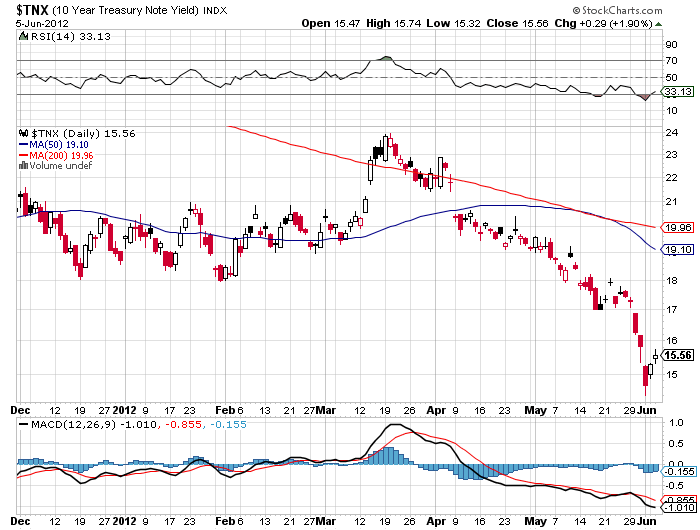 $TNX (10 Year Treasury Note Yield) INDX © StockCharts.com
5-Jun-2012 Open 15.47 High 15.74 Low 15.32 Close 15.56 Chg +0.29 (+1.90%)
RSI(14) 33.13
90
70
50
33.13
30
10
$TNX (Daily) 15.56
MA(50) 19.10
MA(200) 19.96
Volume undef
24
23
22
21
19.96
19.10
18
17
16
15.56
15
Dec 12 19 27 2012 9 17 23 Feb 6 13 21 27 Mar 12 19 26 Apr 9 16 23 May 7 14 21 29 Jun
MACD(12,26,9) -1.010, -0.855, -0.155
1.0
0.5
0.0
-0.155
-0.5
-0.855
-1.010
Dec 12 19 27 2012 9 17 23 Feb 6 13 21 27 Mar 12 19 26 Apr 9 16 23 May 7 14 21 29 Jun